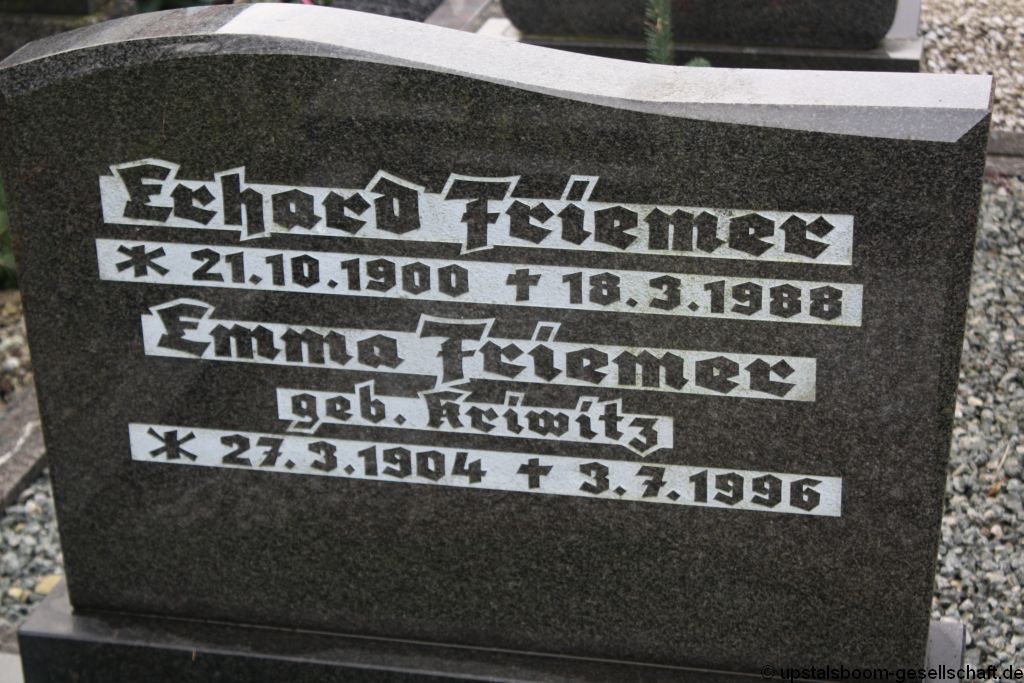 Erhard Friemer
* 21.10.1900 † 18.3.1988
Emma Friemer
geb. Kriwitz
* 27.3.1904 † 3.7.1996
© upstalsboom-gesellschaft.de